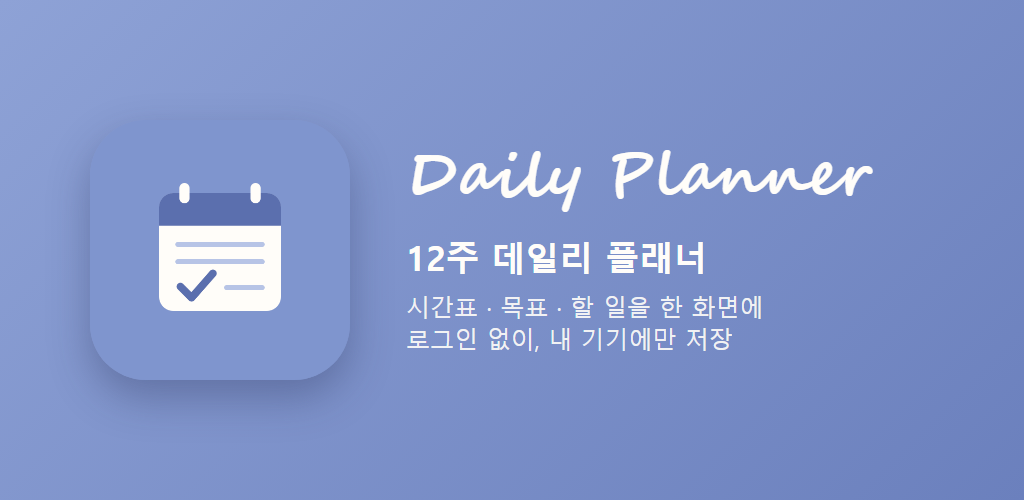 Daily Planner
12주 데일리 플래너
시간표 · 목표 · 할 일을 한 화면에
로그인 없이, 내 기기에만 저장